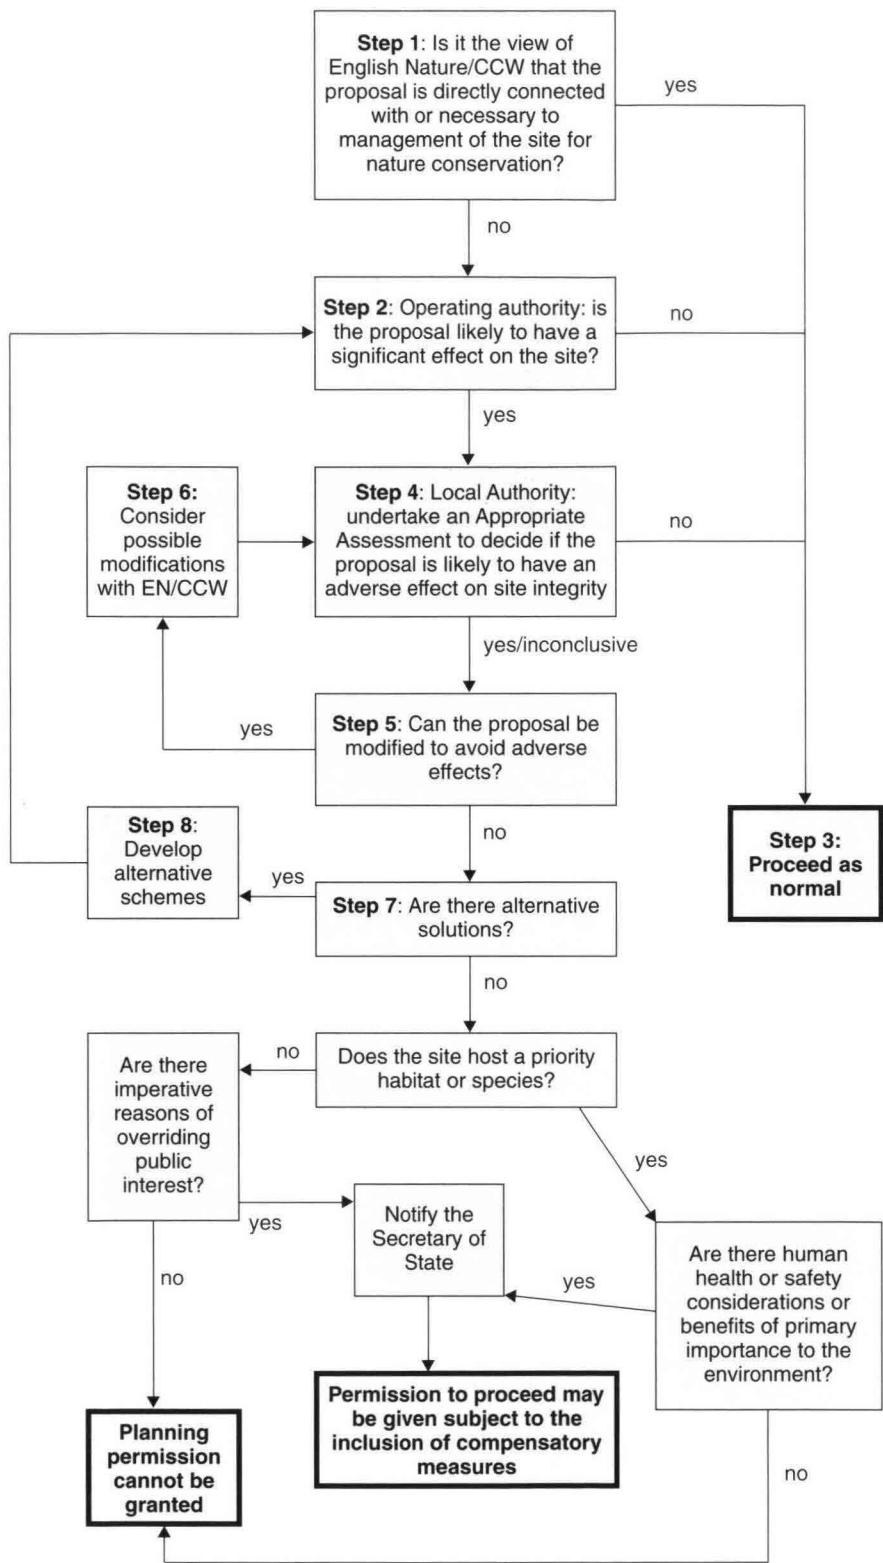 Step 1: Is it the view of
English Nature/CCW that the
proposal is directly connected
with or necessary to
management of the site for
nature conservation?
yes
no
Step 2: Operating authority: is
the proposal likely to have a
significant effect on the site?
no
yes
Step 6:
Consider
possible
modifications
with EN/CCW
Step 4: Local Authority:
undertake an Appropriate
Assessment to decide if the
proposal is likely to have an
adverse effect on site integrity
no
yes/inconclusive
Step 5: Can the proposal be
modified to avoid adverse
effects?
yes
no
Step 3:
Proceed as
normal
Step 8:
Develop
alternative
schemes
yes
Step 7: Are there alternative
solutions?
no
Does the site host a priority
habitat or species?
no
yes
Are there
imperative
reasons of
overriding
public
interest?
yes
no
Notify the
Secretary of
State
Are there human
health or safety
considerations or
benefits of primary
importance to the
environment?
yes
no
Permission to proceed may
be given subject to the
inclusion of compensatory
measures
Planning
permission
cannot be
granted